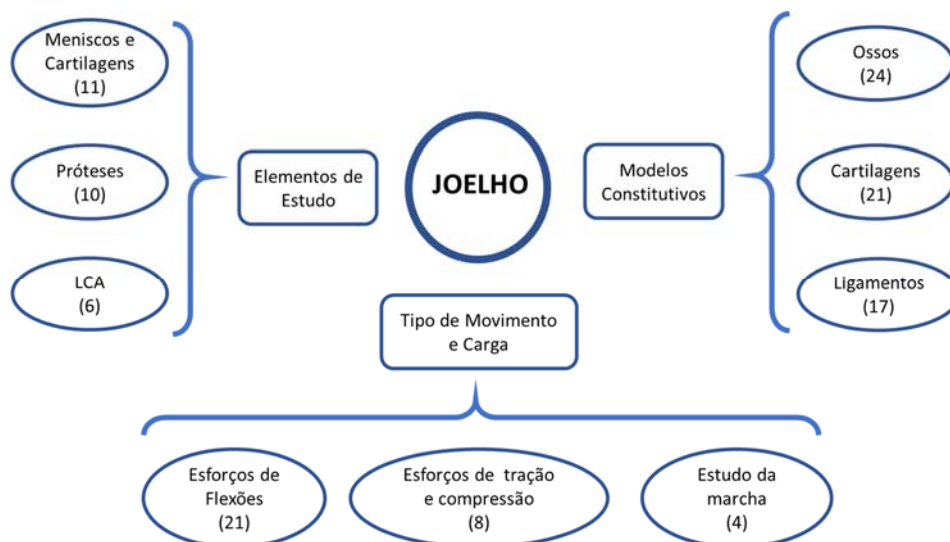 Meniscos e
Cartilagens
(11)
Próteses
(10)
LCA
(6)
Elementos de
Estudo
JOELHO
Modelos
Constitutivos
Ossos
(24)
Cartilagens
(21)
Ligamentos
(17)
Tipo de Movimento
e Carga
Esforços de
Flexões
(21)
Esforços de tração
e compressão
(8)
Estudo da
marcha
(4)